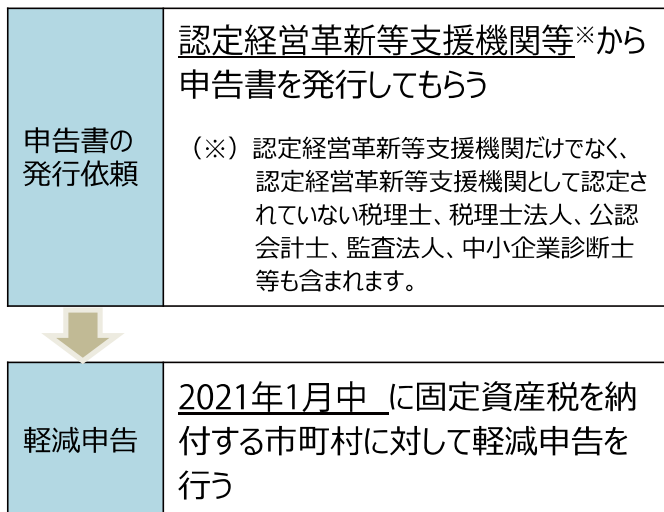 申告書の
発行依頼
認定経営革新等支援機関等※から
申告書を発行してもらう
（※）認定経営革新等支援機関だけでなく、
認定経営革新等支援機関として認定さ
れていない税理士、税理士法人、公認
会計士、監査法人、中小企業診断士
等も含まれます。
軽減申告
2021年1月中 に固定資産税を納
付する市町村に対して軽減申告を
行う